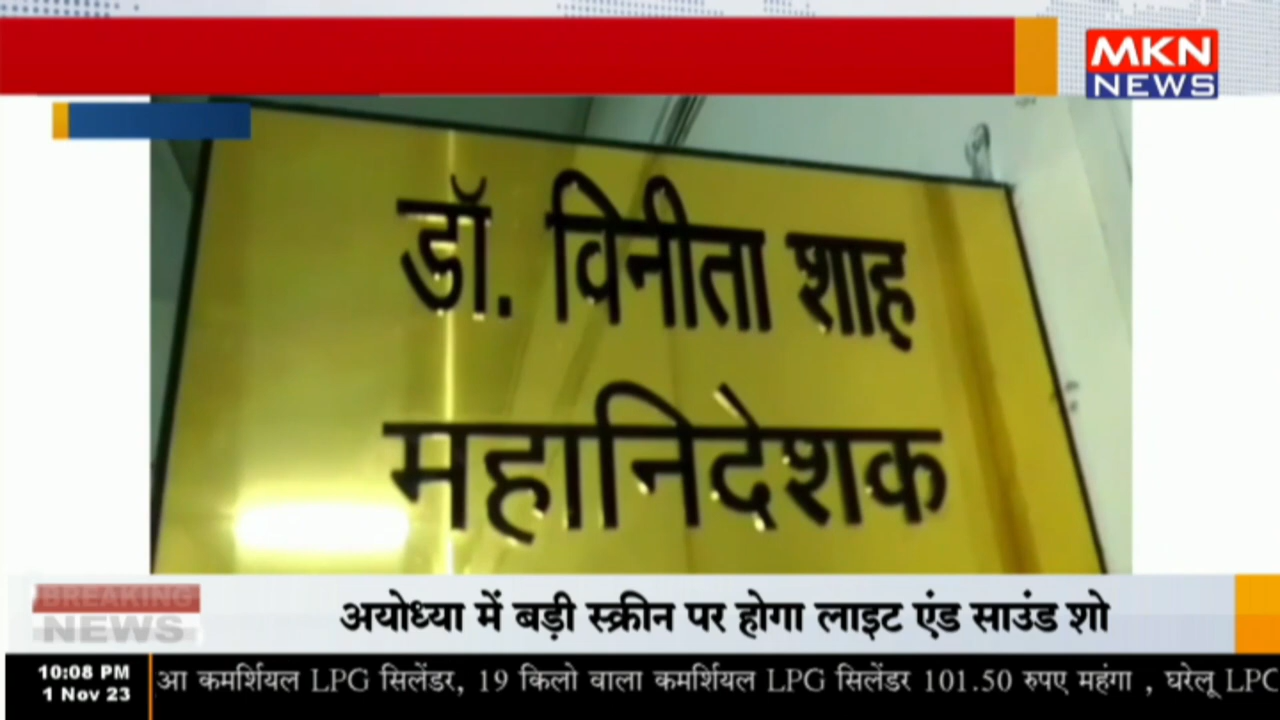 MKN
NEWS
डॉ. विनीता शाह
महानिदेशक
BREAKING
NEWS
अयोध्या में बड़ी स्क्रीन पर होगा लाइट एंड साउंड शो
10:08 PM
1 Nov 23
आ कमर्शियल LPG सिलेंडर, 19 किलो वाला कमर्शियल LPG सिलेंडर 101.50 रुपए महंगा , घरेलू LPG